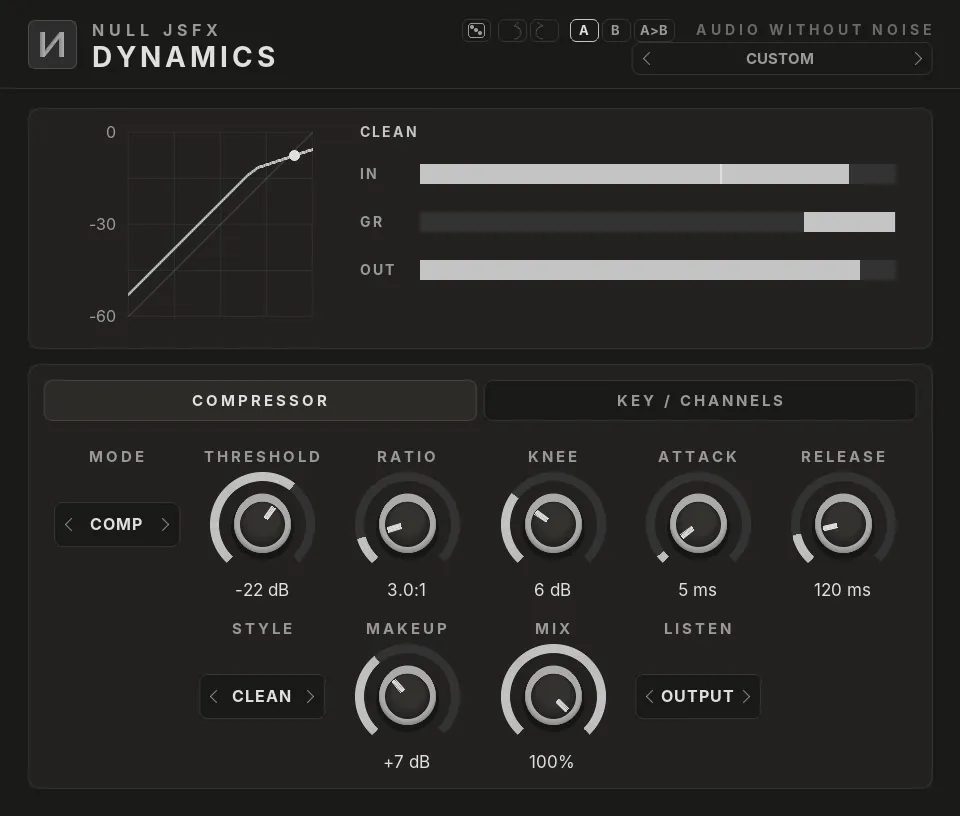 NULL JSFX
DYNAMICS
A B A>B
AUDIO WITHOUT NOISE
CUSTOM
0
-30
-60
CLEAN
IN
GR
OUT
COMPRESSOR
KEY / CHANNELS
MODE THRESHOLD RATIO KNEE ATTACK RELEASE
COMP
-22 dB 3.0:1 6 dB 5 ms 120 ms
STYLE MAKEUP MIX LISTEN
CLEAN OUTPUT
+7 dB 100%